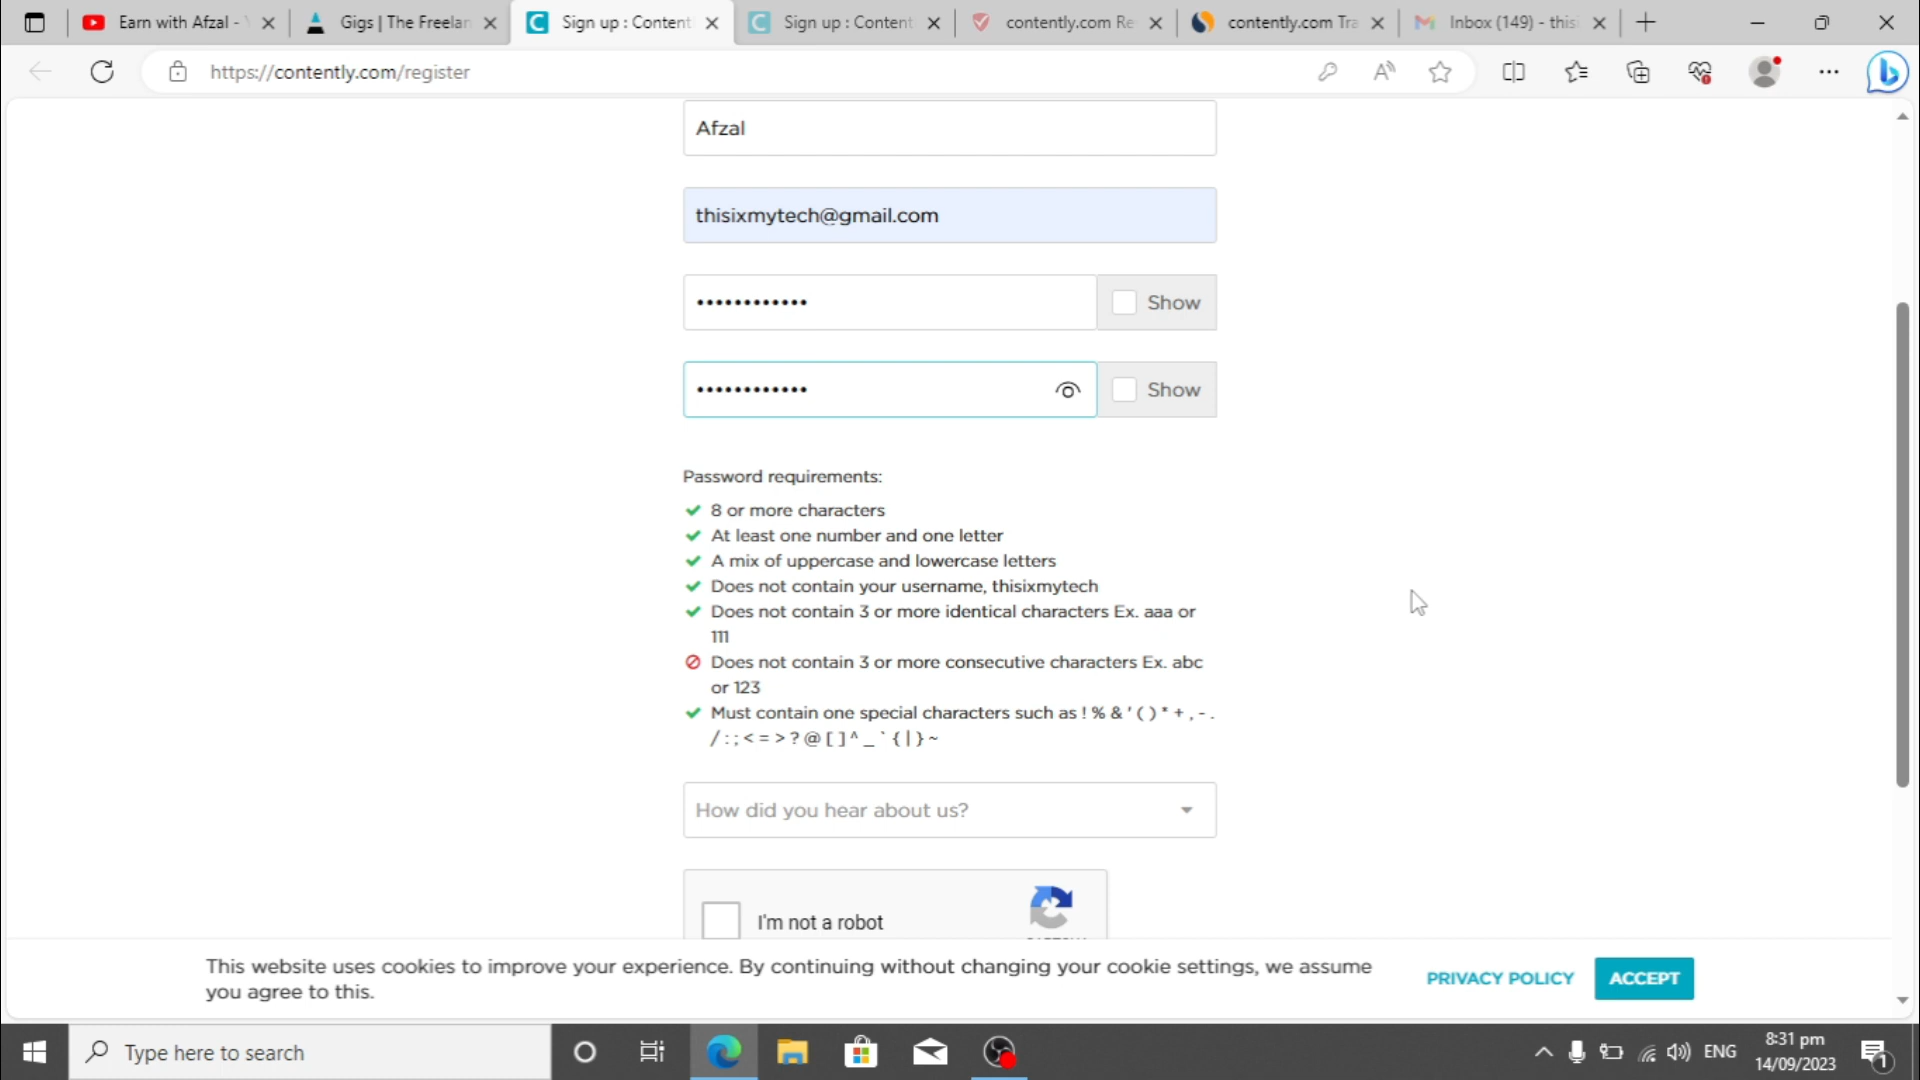 Earn with Afzal -
Gigs | The Freelan
Sign up : Content
Sign up : Content
contently.com Re
contently.com Tra
Inbox (149) - this
https://contently.com/register
Afzal
thisixmytech@gmail.com
••••••••••••
Show
••••••••••••
Show
Password requirements:
8 or more characters
At least one number and one letter
A mix of uppercase and lowercase letters
Does not contain your username, thisixmytech
Does not contain 3 or more identical characters Ex. aaa or
111
Does not contain 3 or more consecutive characters Ex. abc
or 123
Must contain one special characters such as ! % & ' ( ) * + , - .
/ : ; < = > ? @ [ ] ^ _ ` { | } ~
How did you hear about us?
I'm not a robot
This website uses cookies to improve your experience. By continuing without changing your cookie settings, we assume
you agree to this.
PRIVACY POLICY
ACCEPT
Type here to search
ENG
8:31 pm
14/09/2023
1